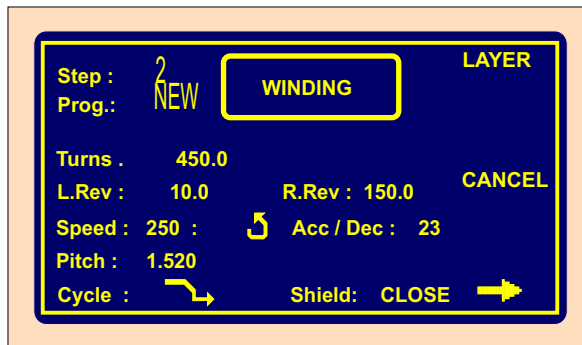 Step : 2 WINDING LAYER
Prog.: NEW
Turns . 450.0
L.Rev : 10.0 R.Rev : 150.0 CANCEL
Speed : 250 : Acc / Dec : 23
Pitch : 1.520
Cycle : Shield: CLOSE